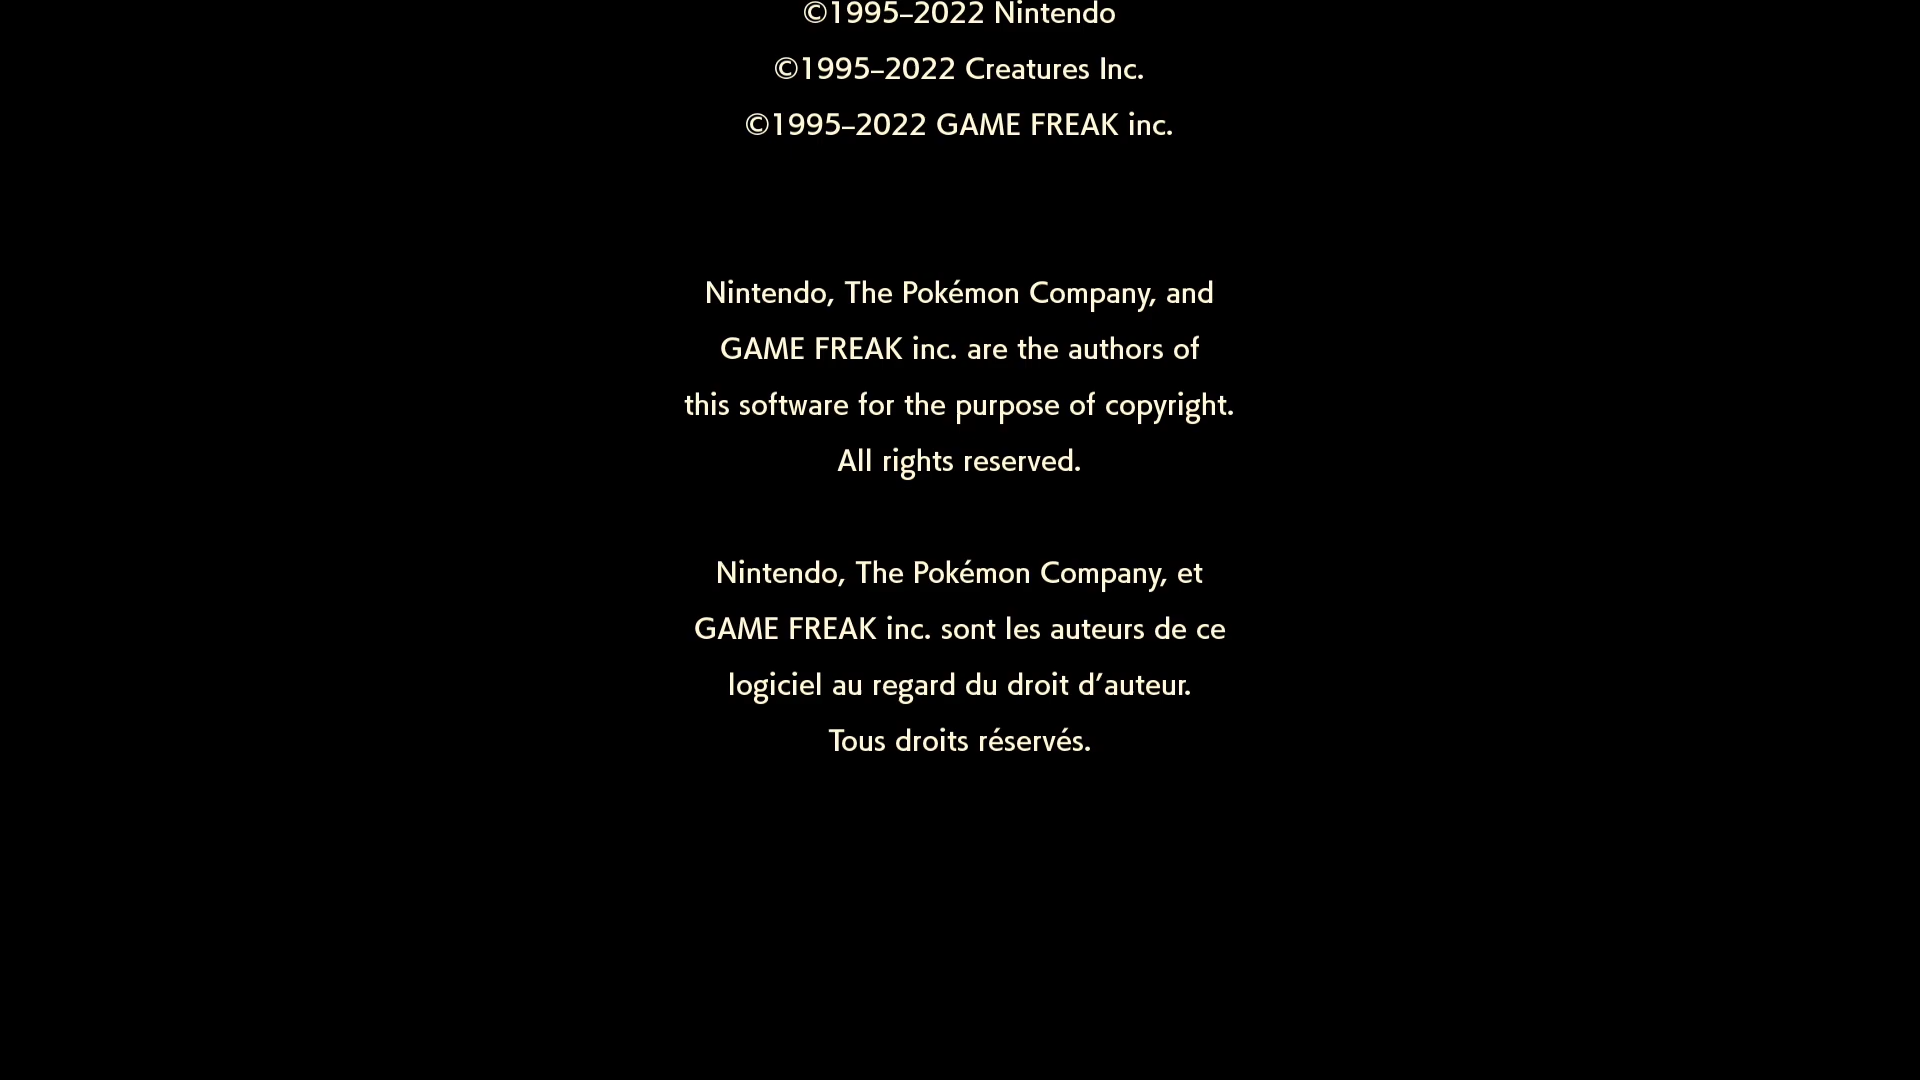 ©1995–2022 Nintendo
©1995–2022 Creatures Inc.
©1995–2022 GAME FREAK inc.
Nintendo, The Pokémon Company, and
GAME FREAK inc. are the authors of
this software for the purpose of copyright.
All rights reserved.
Nintendo, The Pokémon Company, et
GAME FREAK inc. sont les auteurs de ce
logiciel au regard du droit d’auteur.
Tous droits réservés.